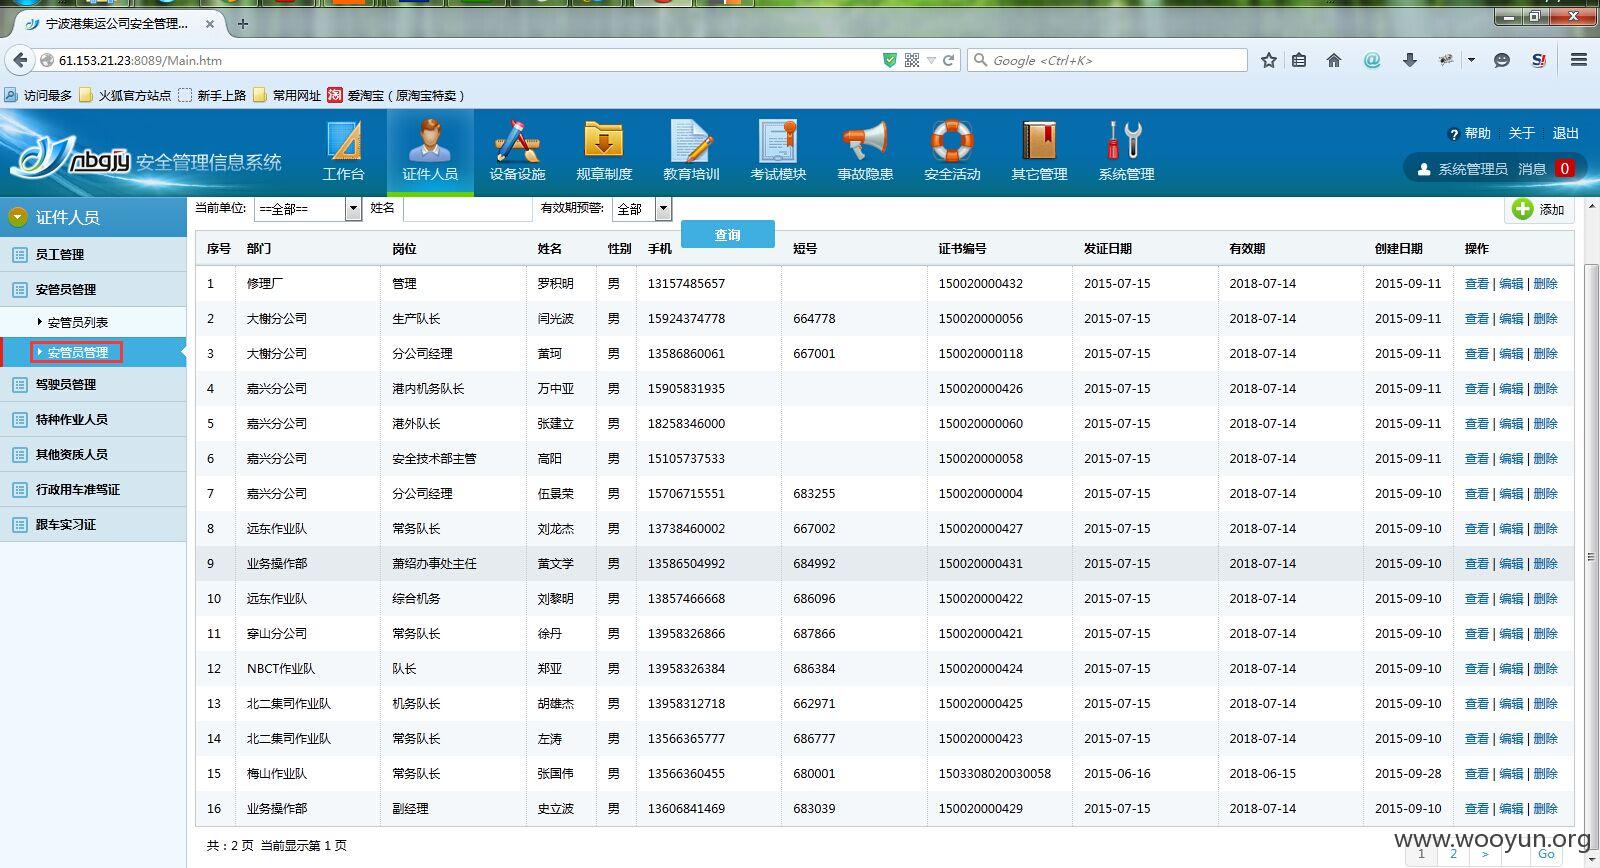 宁波港集运公司安全管理...
61.153.21.23:8089/Main.htm
Google <Ctrl+K>
访问最多 火狐官方站点 新手上路 常用网址 爱淘宝（原淘宝特卖）
nbgjy 安全管理信息系统
工作台 证件人员 设备设施 规章制度 教育培训 考试模块 事故隐患 安全活动 其它管理 系统管理
帮助 关于 退出
系统管理员 消息 0
证件人员
员工管理
安管员管理
安管员列表
安管员管理
驾驶员管理
特种作业人员
其他资质人员
行政用车准驾证
跟车实习证
当前单位: ==全部== 姓名 有效期预警: 全部 查询 添加
序号 部门 岗位 姓名 性别 手机 短号 证书编号 发证日期 有效期 创建日期 操作
1 修理厂 管理 罗积明 男 13157485657 150020000432 2015-07-15 2018-07-14 2015-09-11 查看 | 编辑 | 删除
2 大榭分公司 生产队长 闫光波 男 15924374778 664778 150020000056 2015-07-15 2018-07-14 2015-09-11 查看 | 编辑 | 删除
3 大榭分公司 分公司经理 黄珂 男 13586860061 667001 150020000118 2015-07-15 2018-07-14 2015-09-11 查看 | 编辑 | 删除
4 嘉兴分公司 港内机务队长 万中亚 男 15905831935 150020000426 2015-07-15 2018-07-14 2015-09-11 查看 | 编辑 | 删除
5 嘉兴分公司 港外队长 张建立 男 18258346000 150020000060 2015-07-15 2018-07-14 2015-09-11 查看 | 编辑 | 删除
6 嘉兴分公司 安全技术部主管 高阳 男 15105737533 150020000058 2015-07-15 2018-07-14 2015-09-11 查看 | 编辑 | 删除
7 嘉兴分公司 分公司经理 伍景荣 男 15706715551 683255 150020000004 2015-07-15 2018-07-14 2015-09-10 查看 | 编辑 | 删除
8 远东作业队 常务队长 刘龙杰 男 13738460002 667002 150020000427 2015-07-15 2018-07-14 2015-09-10 查看 | 编辑 | 删除
9 业务操作部 萧绍办事处主任 黄文学 男 13586504992 684992 150020000431 2015-07-15 2018-07-14 2015-09-10 查看 | 编辑 | 删除
10 远东作业队 综合机务 刘黎明 男 13857466668 686096 150020000422 2015-07-15 2018-07-14 2015-09-10 查看 | 编辑 | 删除
11 穿山分公司 常务队长 徐丹 男 13958326866 687866 150020000421 2015-07-15 2018-07-14 2015-09-10 查看 | 编辑 | 删除
12 NBCT作业队 队长 郑亚 男 13958326384 686384 150020000424 2015-07-15 2018-07-14 2015-09-10 查看 | 编辑 | 删除
13 北二集司作业队 机务队长 胡雄杰 男 13958312718 662971 150020000425 2015-07-15 2018-07-14 2015-09-10 查看 | 编辑 | 删除
14 北二集司作业队 常务队长 左涛 男 13566365777 686777 150020000423 2015-07-15 2018-07-14 2015-09-10 查看 | 编辑 | 删除
15 梅山作业队 常务队长 张国伟 男 13566360455 680001 1503308020030058 2015-06-16 2018-06-15 2015-09-28 查看 | 编辑 | 删除
16 业务操作部 副经理 史立波 男 13606841469 683039 150020000429 2015-07-15 2018-07-14 2015-09-10 查看 | 编辑 | 删除
共：2 页 当前显示第 1 页
1 2 > Go
www.wooyun.org